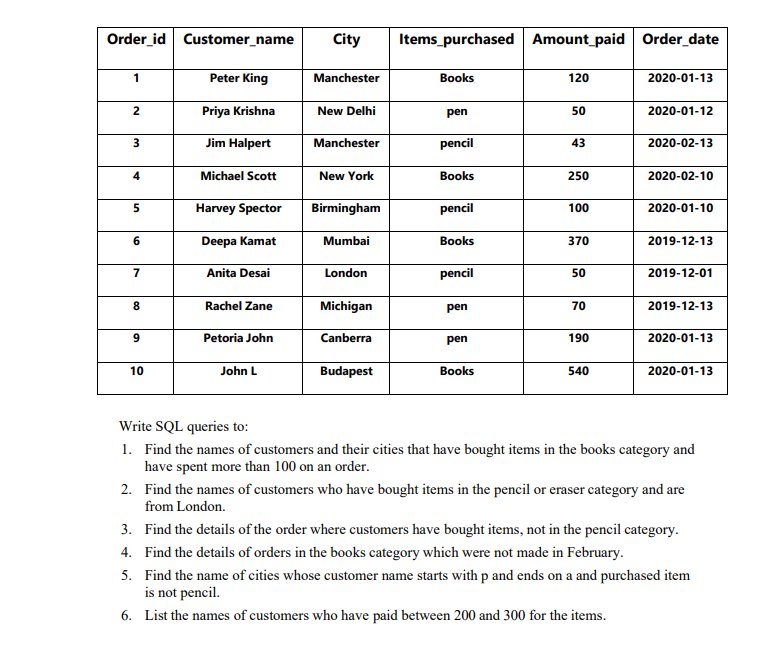 Order_id Customer_name City Items_purchased Amount_paid Order_date
1 Peter King Manchester Books 120 2020-01-13
2 Priya Krishna New Delhi pen 50 2020-01-12
3 Jim Halpert Manchester pencil 43 2020-02-13
4 Michael Scott New York Books 250 2020-02-10
5 Harvey Spector Birmingham pencil 100 2020-01-10
6 Deepa Kamat Mumbai Books 370 2019-12-13
7 Anita Desai London pencil 50 2019-12-01
8 Rachel Zane Michigan pen 70 2019-12-13
9 Petoria John Canberra pen 190 2020-01-13
10 John L Budapest Books 540 2020-01-13
Write SQL queries to:
1. Find the names of customers and their cities that have bought items in the books category and
have spent more than 100 on an order.
2. Find the names of customers who have bought items in the pencil or eraser category and are
from London.
3. Find the details of the order where customers have bought items, not in the pencil category.
4. Find the details of orders in the books category which were not made in February.
5. Find the name of cities whose customer name starts with p and ends on a and purchased item
is not pencil.
6. List the names of customers who have paid between 200 and 300 for the items.